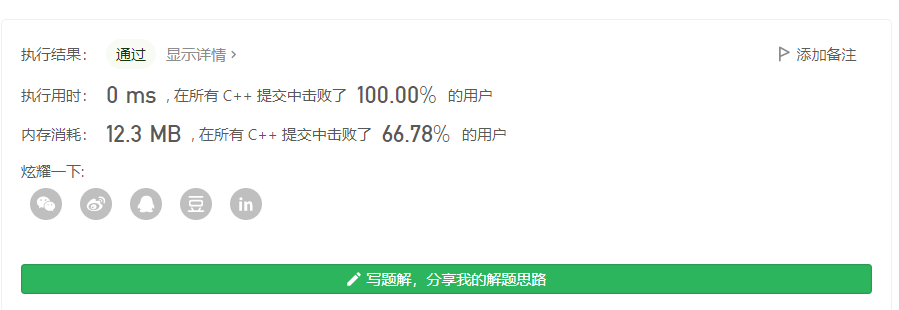 执行结果： 通过 显示详情 › 添加备注
执行用时： 0 ms , 在所有 C++ 提交中击败了 100.00% 的用户
内存消耗： 12.3 MB , 在所有 C++ 提交中击败了 66.78% 的用户
炫耀一下:
豆 in
写题解，分享我的解题思路